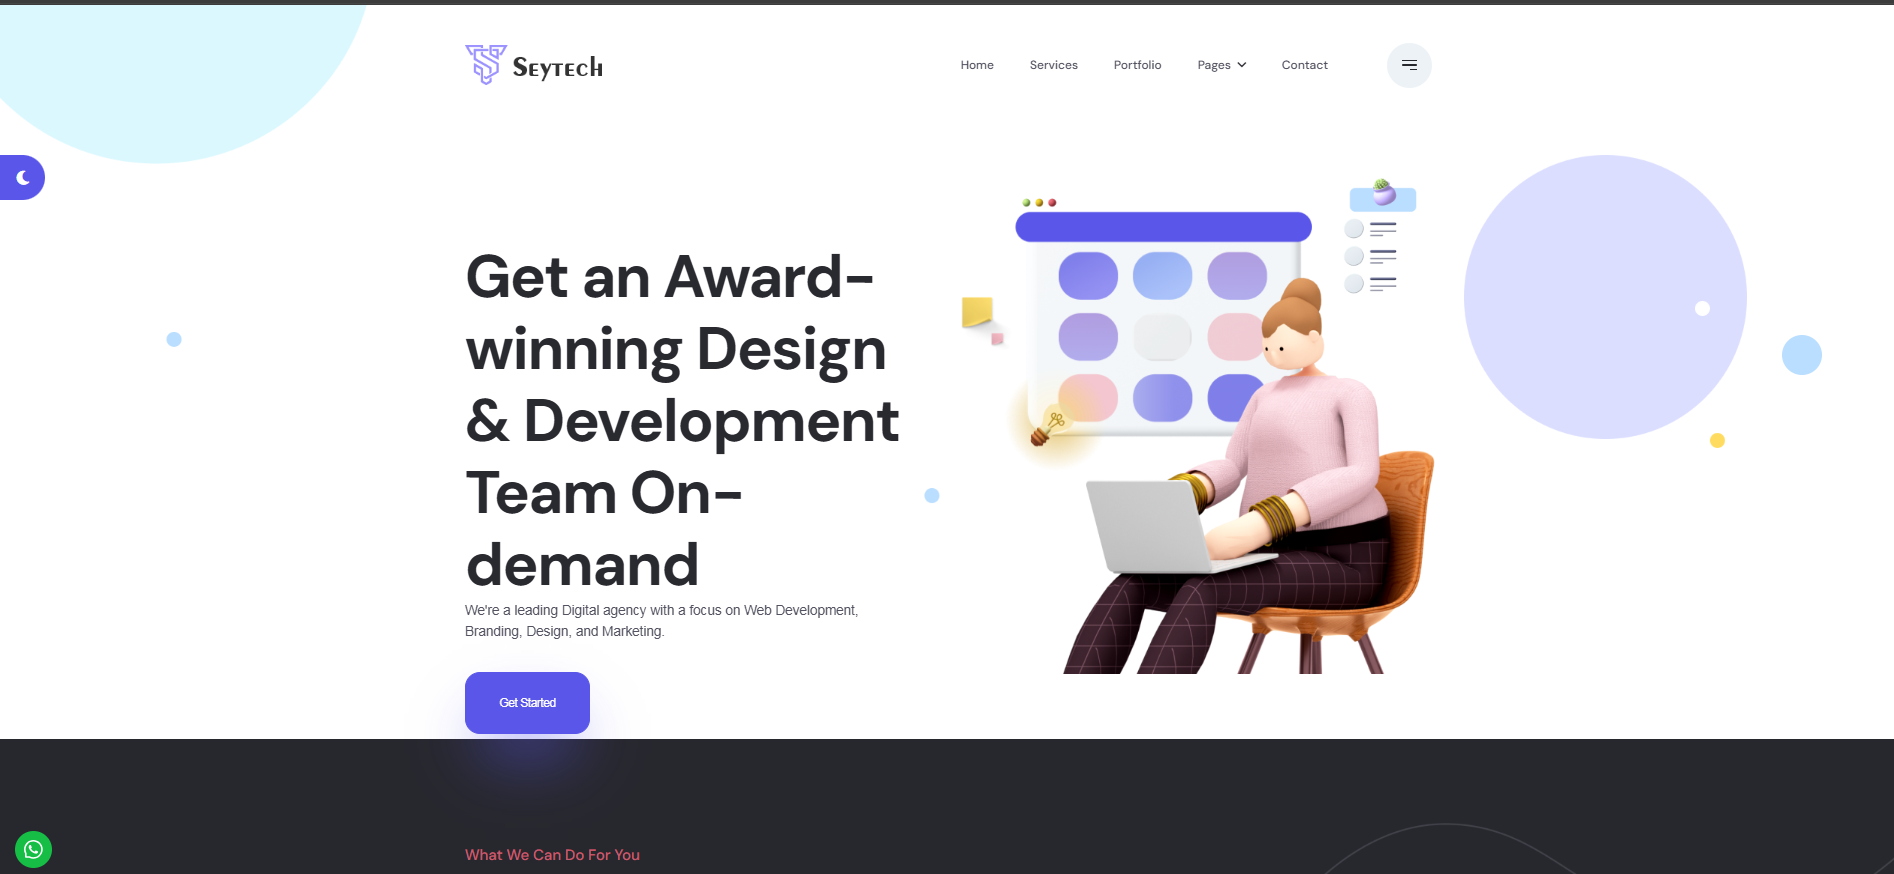 Seytech
Home Services Portfolio Pages Contact
Get an Award-
winning Design
& Development
Team On-
demand
We're a leading Digital agency with a focus on Web Development,
Branding, Design, and Marketing.
Get Started
What We Can Do For You